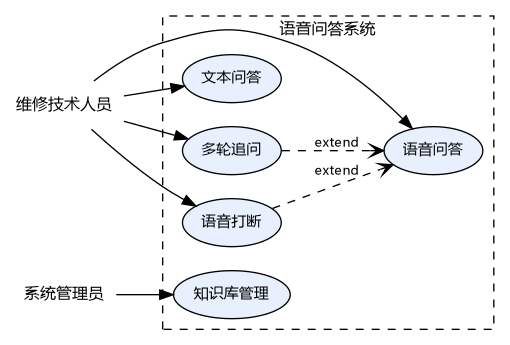 语音问答系统
文本问答
维修技术人员
多轮追问
extend
语音问答
extend
语音打断
系统管理员
知识库管理